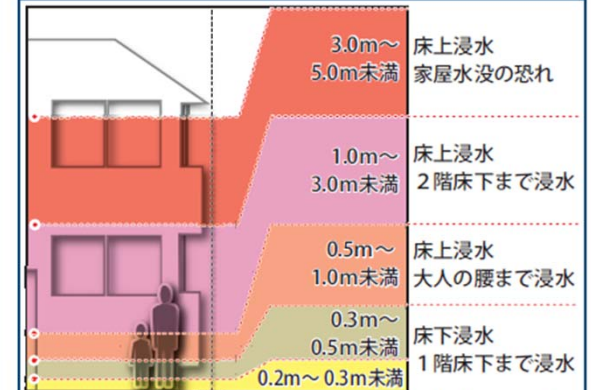 3.0m～
5.0m未満
床上浸水
家屋水没の恐れ
1.0m～
3.0m未満
床上浸水
２階床下まで浸水
0.5m～
1.0m未満
床上浸水
大人の腰まで浸水
0.3m～
0.5m未満
床下浸水
１階床下まで浸水
0.2m～0.3m未満